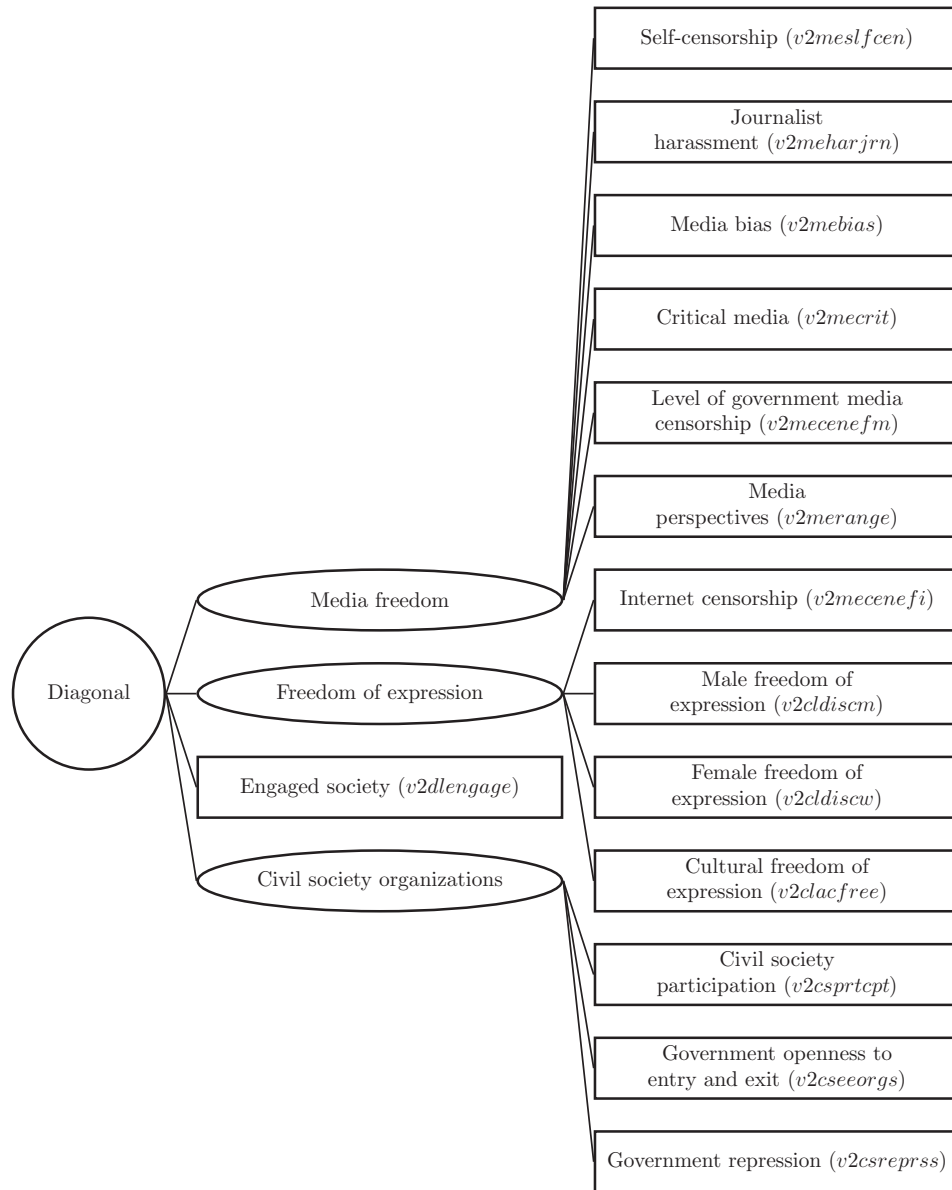 Self-censorship (v2meslfcen)
Journalist
harassment (v2meharjrn)
Media bias (v2mebias)
Critical media (v2mecrit)
Level of government media
censorship (v2mecenefm)
Media
perspectives (v2merange)
Media freedom
Internet censorship (v2mecenefi)
Diagonal
Freedom of expression
Male freedom of
expression (v2cldiscm)
Engaged society (v2dlengage)
Female freedom of
expression (v2cldiscw)
Civil society organizations
Cultural freedom of
expression (v2clacfree)
Civil society
participation (v2csprtcpt)
Government openness to
entry and exit (v2cseeorgs)
Government repression (v2csreprss)